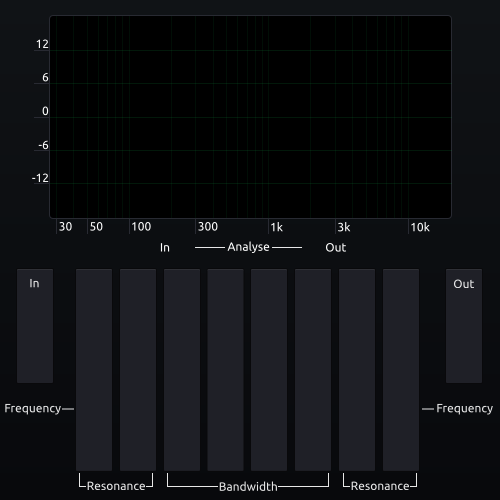 12
6
0
-6
-12
30 50 100 300 1k 3k 10k
In Analyse Out
In Out
Frequency Frequency
Resonance Bandwidth Resonance